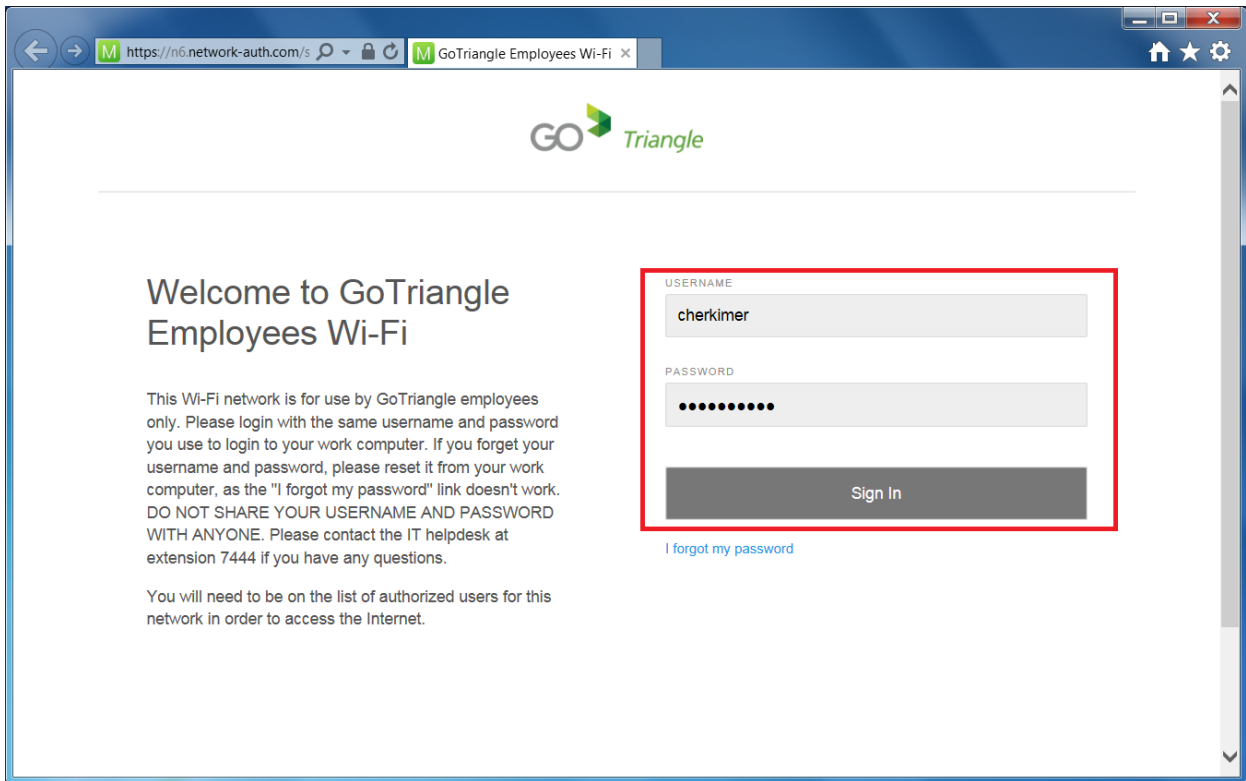 https://n6.network-auth.com/s
M GoTriangle Employees Wi-Fi
GO Triangle
Welcome to GoTriangle
Employees Wi-Fi
This Wi-Fi network is for use by GoTriangle employees
only. Please login with the same username and password
you use to login to your work computer. If you forget your
username and password, please reset it from your work
computer, as the "I forgot my password" link doesn't work.
DO NOT SHARE YOUR USERNAME AND PASSWORD
WITH ANYONE. Please contact the IT helpdesk at
extension 7444 if you have any questions.
You will need to be on the list of authorized users for this
network in order to access the Internet.
USERNAME
cherkimer
PASSWORD
••••••••••
Sign In
I forgot my password